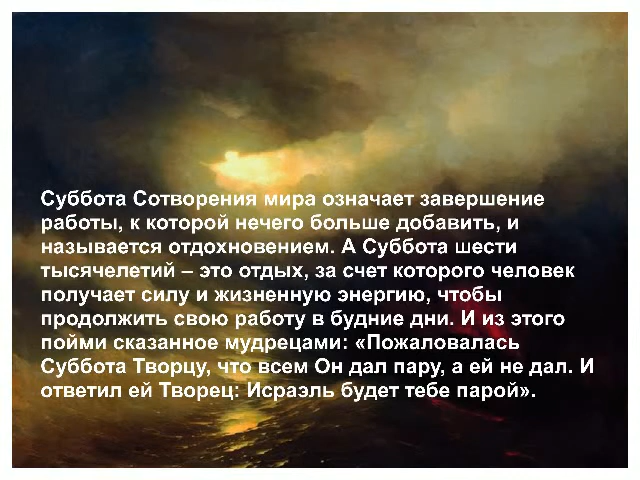 Суббота Сотворения мира означает завершение
работы, к которой нечего больше добавить, и
называется отдохновением. А Суббота шести
тысячелетий – это отдых, за счет которого человек
получает силу и жизненную энергию, чтобы
продолжить свою работу в будние дни. И из этого
пойми сказанное мудрецами: «Пожаловалась
Суббота Творцу, что всем Он дал пару, а ей не дал. И
ответил ей Творец: Исраэль будет тебе парой».